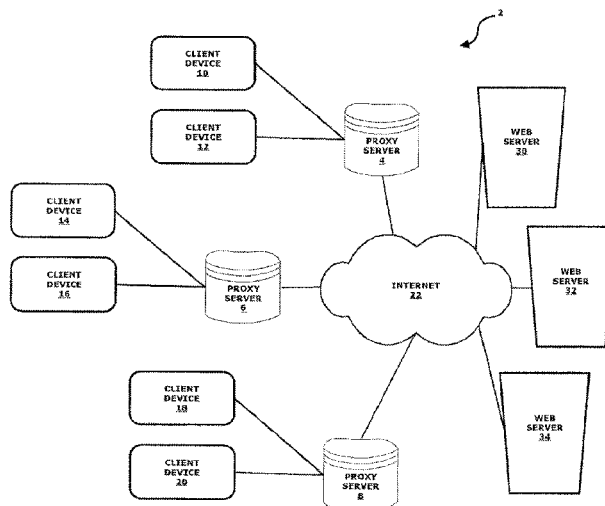 2
CLIENT
DEVICE
10
CLIENT
DEVICE
12
PROXY
SERVER
4
WEB
SERVER
30
CLIENT
DEVICE
14
CLIENT
DEVICE
16
PROXY
SERVER
6
INTERNET
22
WEB
SERVER
32
CLIENT
DEVICE
18
CLIENT
DEVICE
20
PROXY
SERVER
8
WEB
SERVER
34